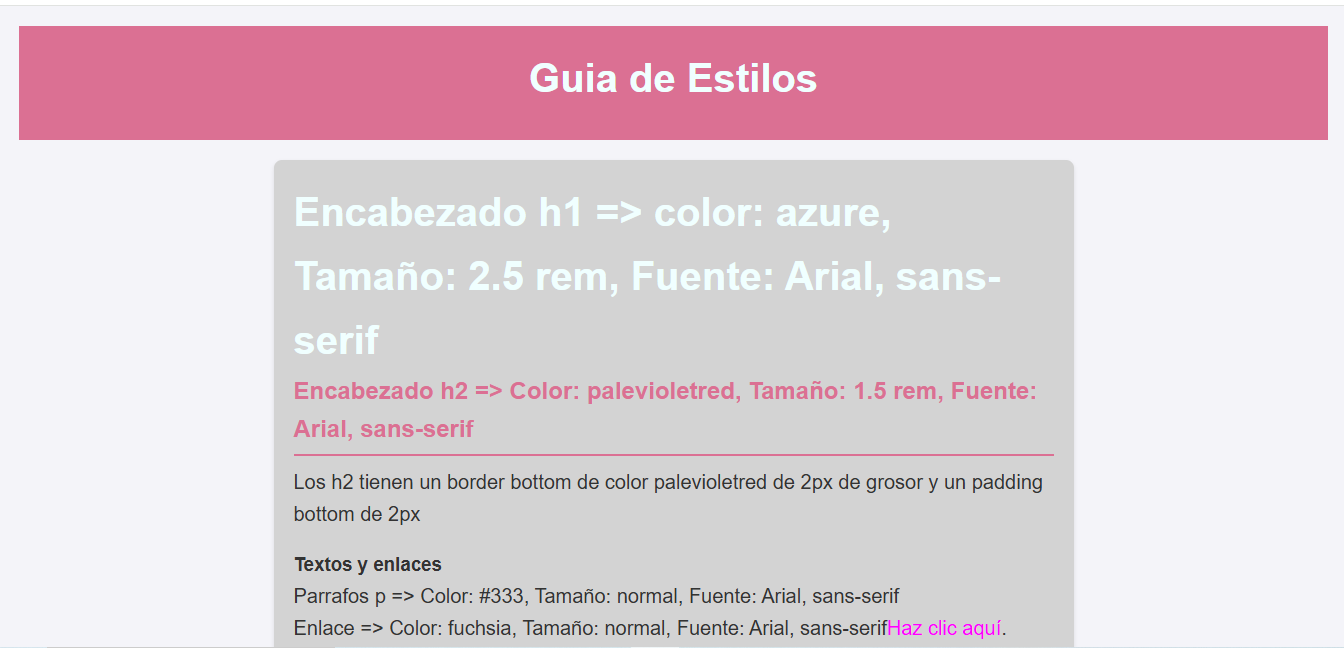 Guia de Estilos
Encabezado h1 => color: azure,
Tamaño: 2.5 rem, Fuente: Arial, sans-
serif
Encabezado h2 => Color: palevioletred, Tamaño: 1.5 rem, Fuente:
Arial, sans-serif
Los h2 tienen un border bottom de color palevioletred de 2px de grosor y un padding
bottom de 2px
Textos y enlaces
Parrafos p => Color: #333, Tamaño: normal, Fuente: Arial, sans-serif
Enlace => Color: fuchsia, Tamaño: normal, Fuente: Arial, sans-serifHaz clic aquí.